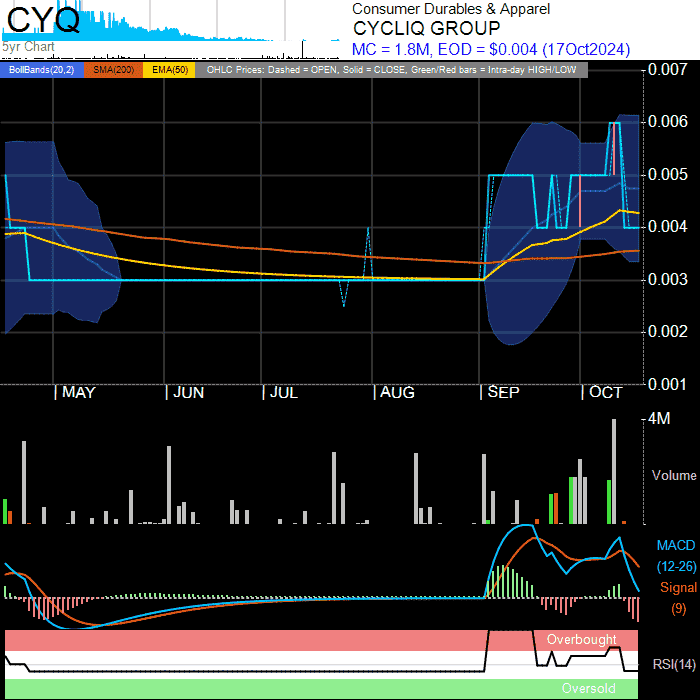 CYQ
5yr Chart
Consumer Durables & Apparel
CYCLIQ GROUP
MC = 1.8M, EOD = $0.004 (17Oct2024)
BollBands(20,2) SMA(200) EMA(50) OHLC Prices: Dashed = OPEN, Solid = CLOSE, Green/Red bars = Intra-day HIGH/LOW
0.007
0.006
0.005
0.004
0.003
0.002
0.001
MAY JUN JUL AUG SEP OCT
4M
Volume
MACD
(12-26)
Signal
(9)
Overbought
RSI(14)
Oversold